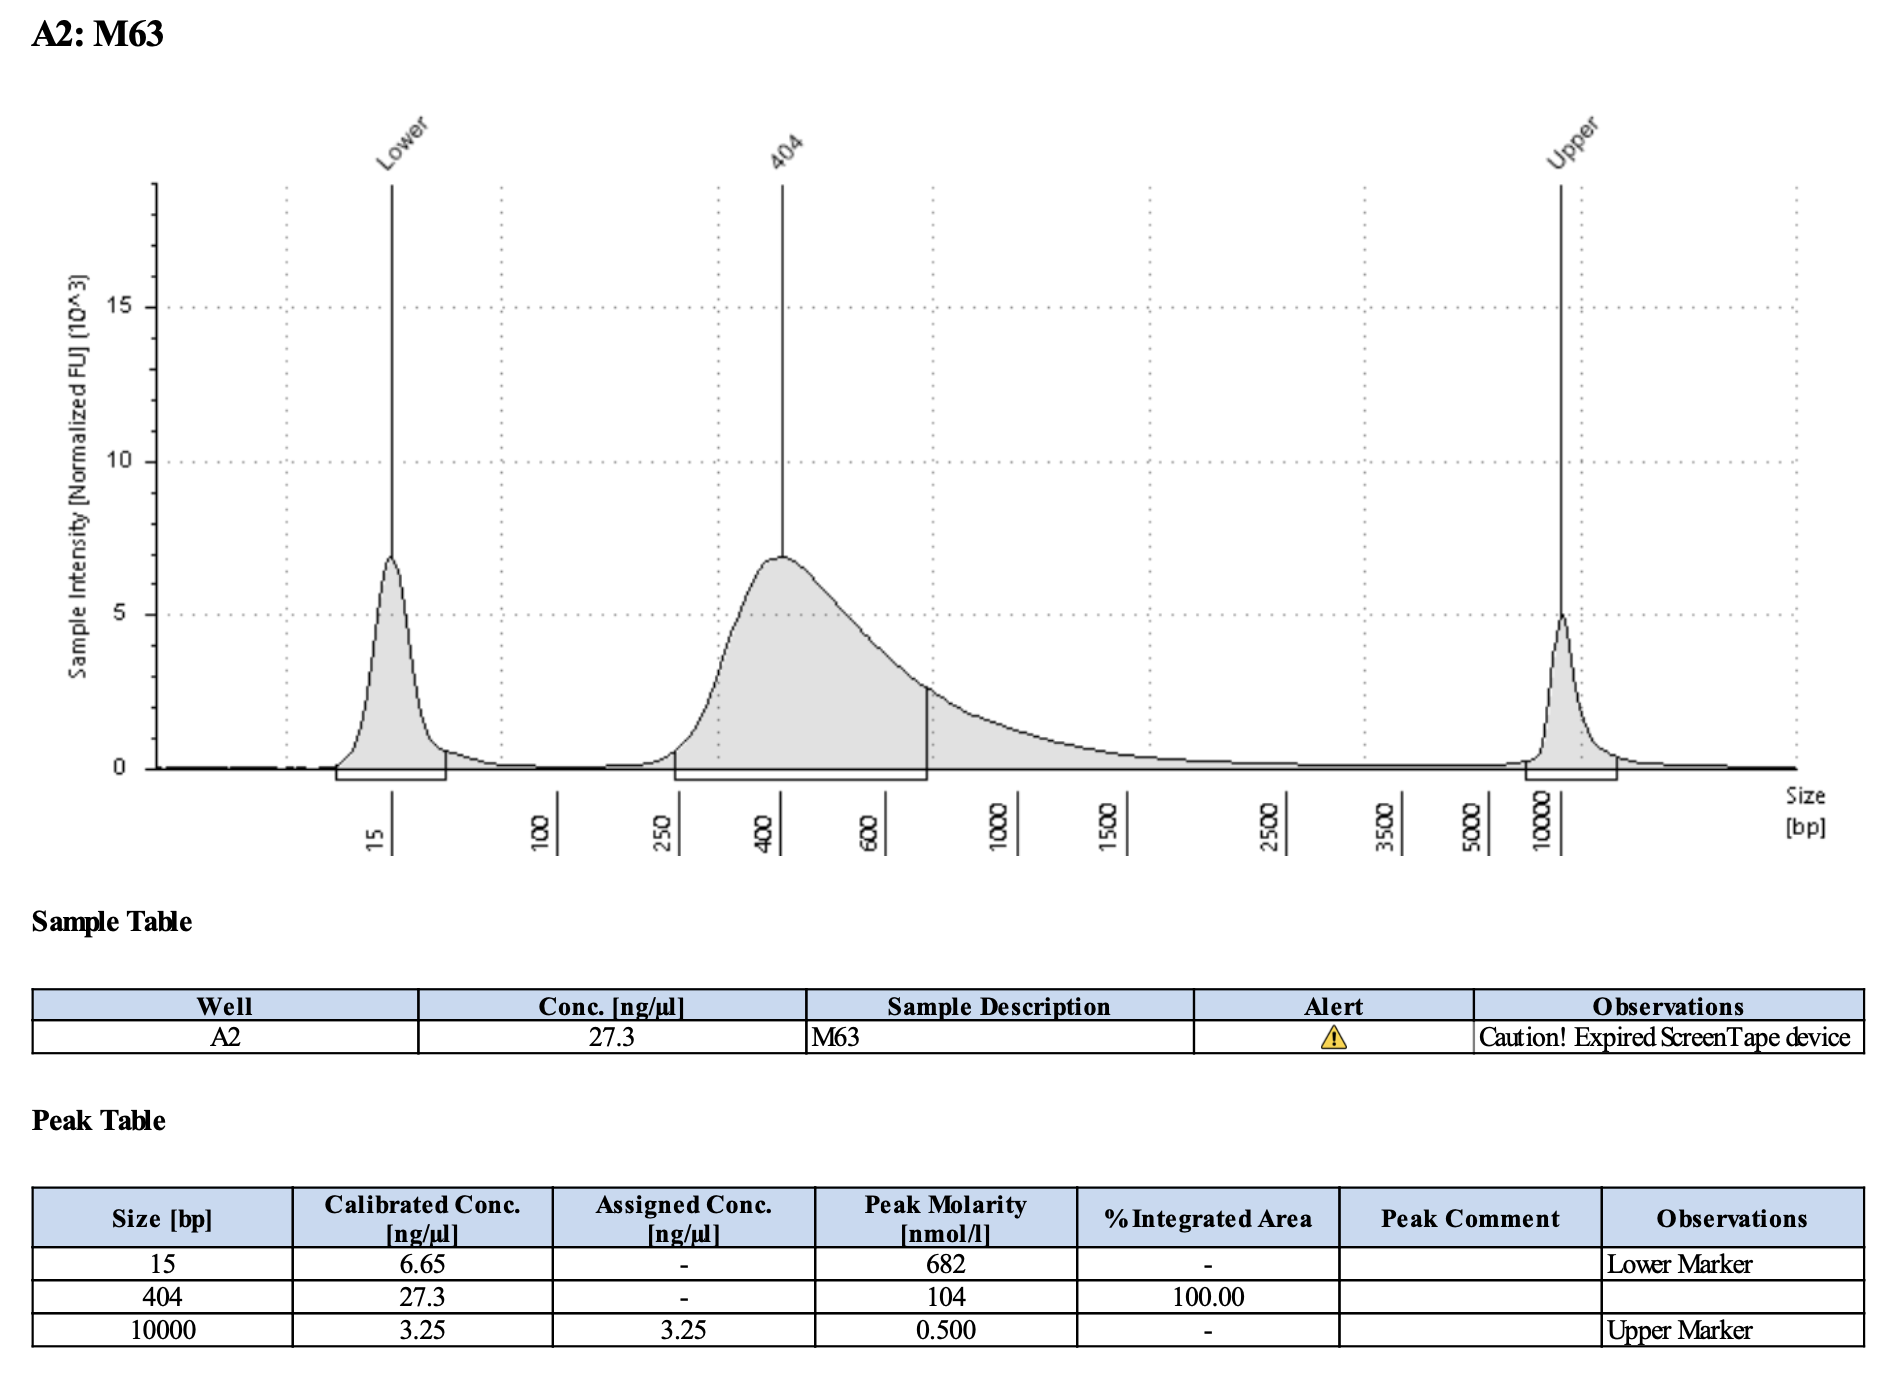 A2: M63
Lower
404
Upper
Sample Intensity [Normalized FU] (10^3)
15
10
5
0
15
100
250
400
600
1000
1500
2500
3500
5000
10000
Size
[bp]
Sample Table
Well Conc. [ng/µl] Sample Description Alert Observations
A2 27.3 M63 Caution! Expired ScreenTape device
Peak Table
Size [bp] Calibrated Conc. [ng/µl] Assigned Conc. [ng/µl] Peak Molarity [nmol/l] % Integrated Area Peak Comment Observations
15 6.65 - 682 - Lower Marker
404 27.3 - 104 100.00
10000 3.25 3.25 0.500 - Upper Marker